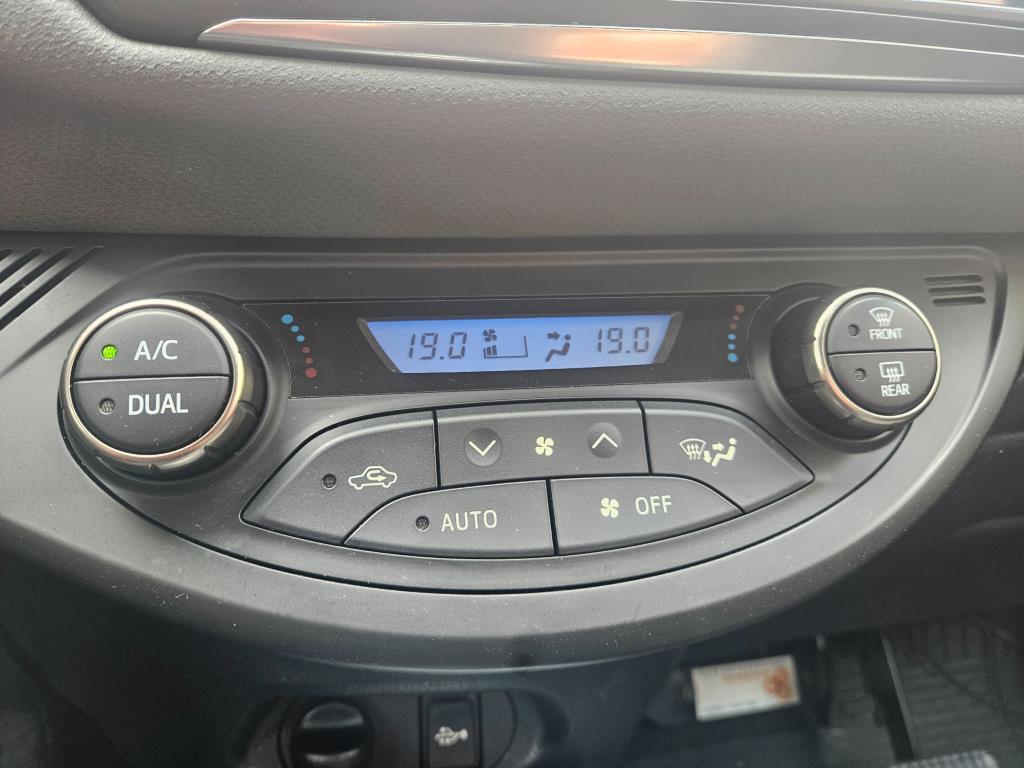 A/C
DUAL
19.0
19.0
FRONT
REAR
AUTO
OFF